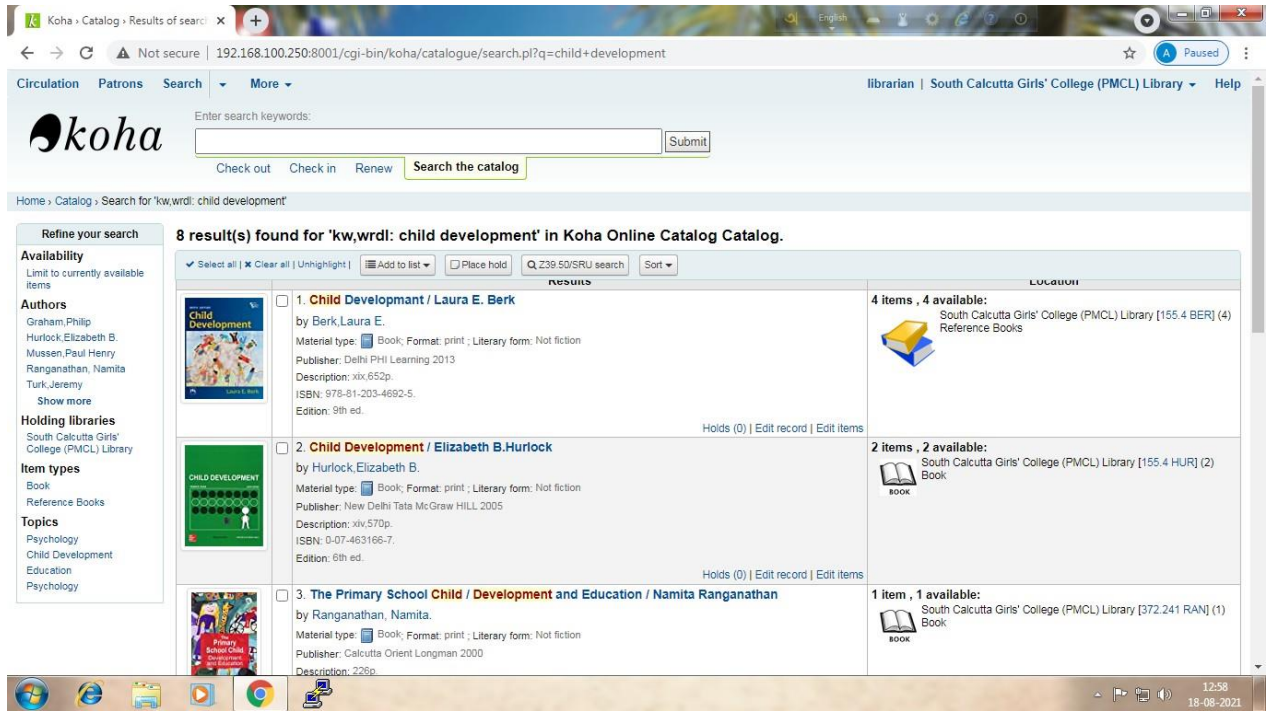 Koha › Catalog › Results of searc
English
Not secure | 192.168.100.250:8001/cgi-bin/koha/catalogue/search.pl?q=child+development
A Paused
Circulation Patrons Search More
librarian | South Calcutta Girls' College (PMCL) Library Help
koha
Enter search keywords:
Submit
Check out Check in Renew Search the catalog
Home › Catalog › Search for 'kw,wrdl: child development'
Refine your search
Availability
Limit to currently available
items
Authors
Graham,Philip
Hurlock,Elizabeth B.
Mussen,Paul Henry
Ranganathan, Namita
Turk,Jeremy
Show more
Holding libraries
South Calcutta Girls'
College (PMCL) Library
Item types
Book
Reference Books
Topics
Psychology
Child Development
Education
Psychology
8 result(s) found for 'kw,wrdl: child development' in Koha Online Catalog Catalog.
Select all | Clear all | Unhighlight | Add to list Place hold Z39.50/SRU search Sort
Results Location
Child
Development
Laura E. Berk
1. Child Developmant / Laura E. Berk
by Berk,Laura E.
Material type: Book; Format: print ; Literary form: Not fiction
Publisher: Delhi PHI Learning 2013
Description: xix,652p.
ISBN: 978-81-203-4692-5.
Edition: 9th ed.
Holds (0) | Edit record | Edit items
4 items , 4 available:
South Calcutta Girls' College (PMCL) Library [155.4 BER] (4)
Reference Books
CHILD DEVELOPMENT
2. Child Development / Elizabeth B.Hurlock
by Hurlock,Elizabeth B.
Material type: Book; Format: print ; Literary form: Not fiction
Publisher: New Delhi Tata McGraw HILL 2005
Description: xiv,570p.
ISBN: 0-07-463166-7.
Edition: 6th ed.
Holds (0) | Edit record | Edit items
2 items , 2 available:
South Calcutta Girls' College (PMCL) Library [155.4 HUR] (2)
Book
BOOK
The
Primary
School Child
Development
and Education
3. The Primary School Child / Development and Education / Namita Ranganathan
by Ranganathan, Namita.
Material type: Book; Format: print ; Literary form: Not fiction
Publisher: Calcutta Orient Longman 2000
Description: 226p.
1 item , 1 available:
South Calcutta Girls' College (PMCL) Library [372.241 RAN] (1)
Book
BOOK
12:58
18-08-2021